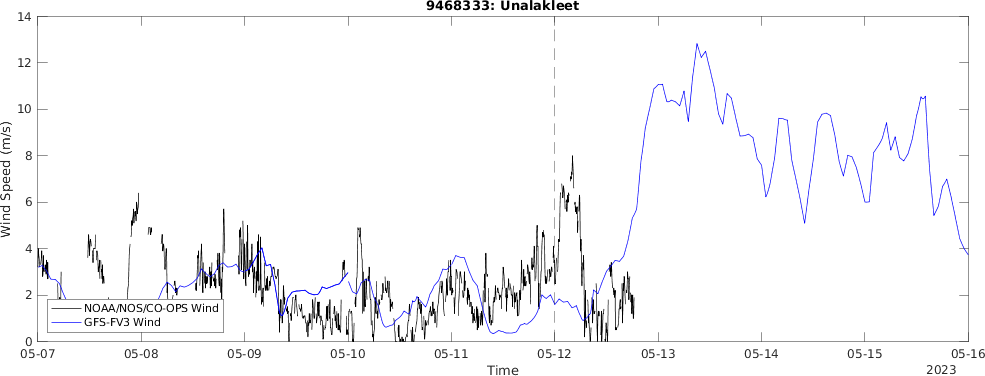 9468333: Unalakleet
Wind Speed (m/s)
14
12
10
8
6
4
2
0
NOAA/NOS/CO-OPS Wind
GFS-FV3 Wind
05-07 05-08 05-09 05-10 05-11 05-12 05-13 05-14 05-15 05-16
Time
2023